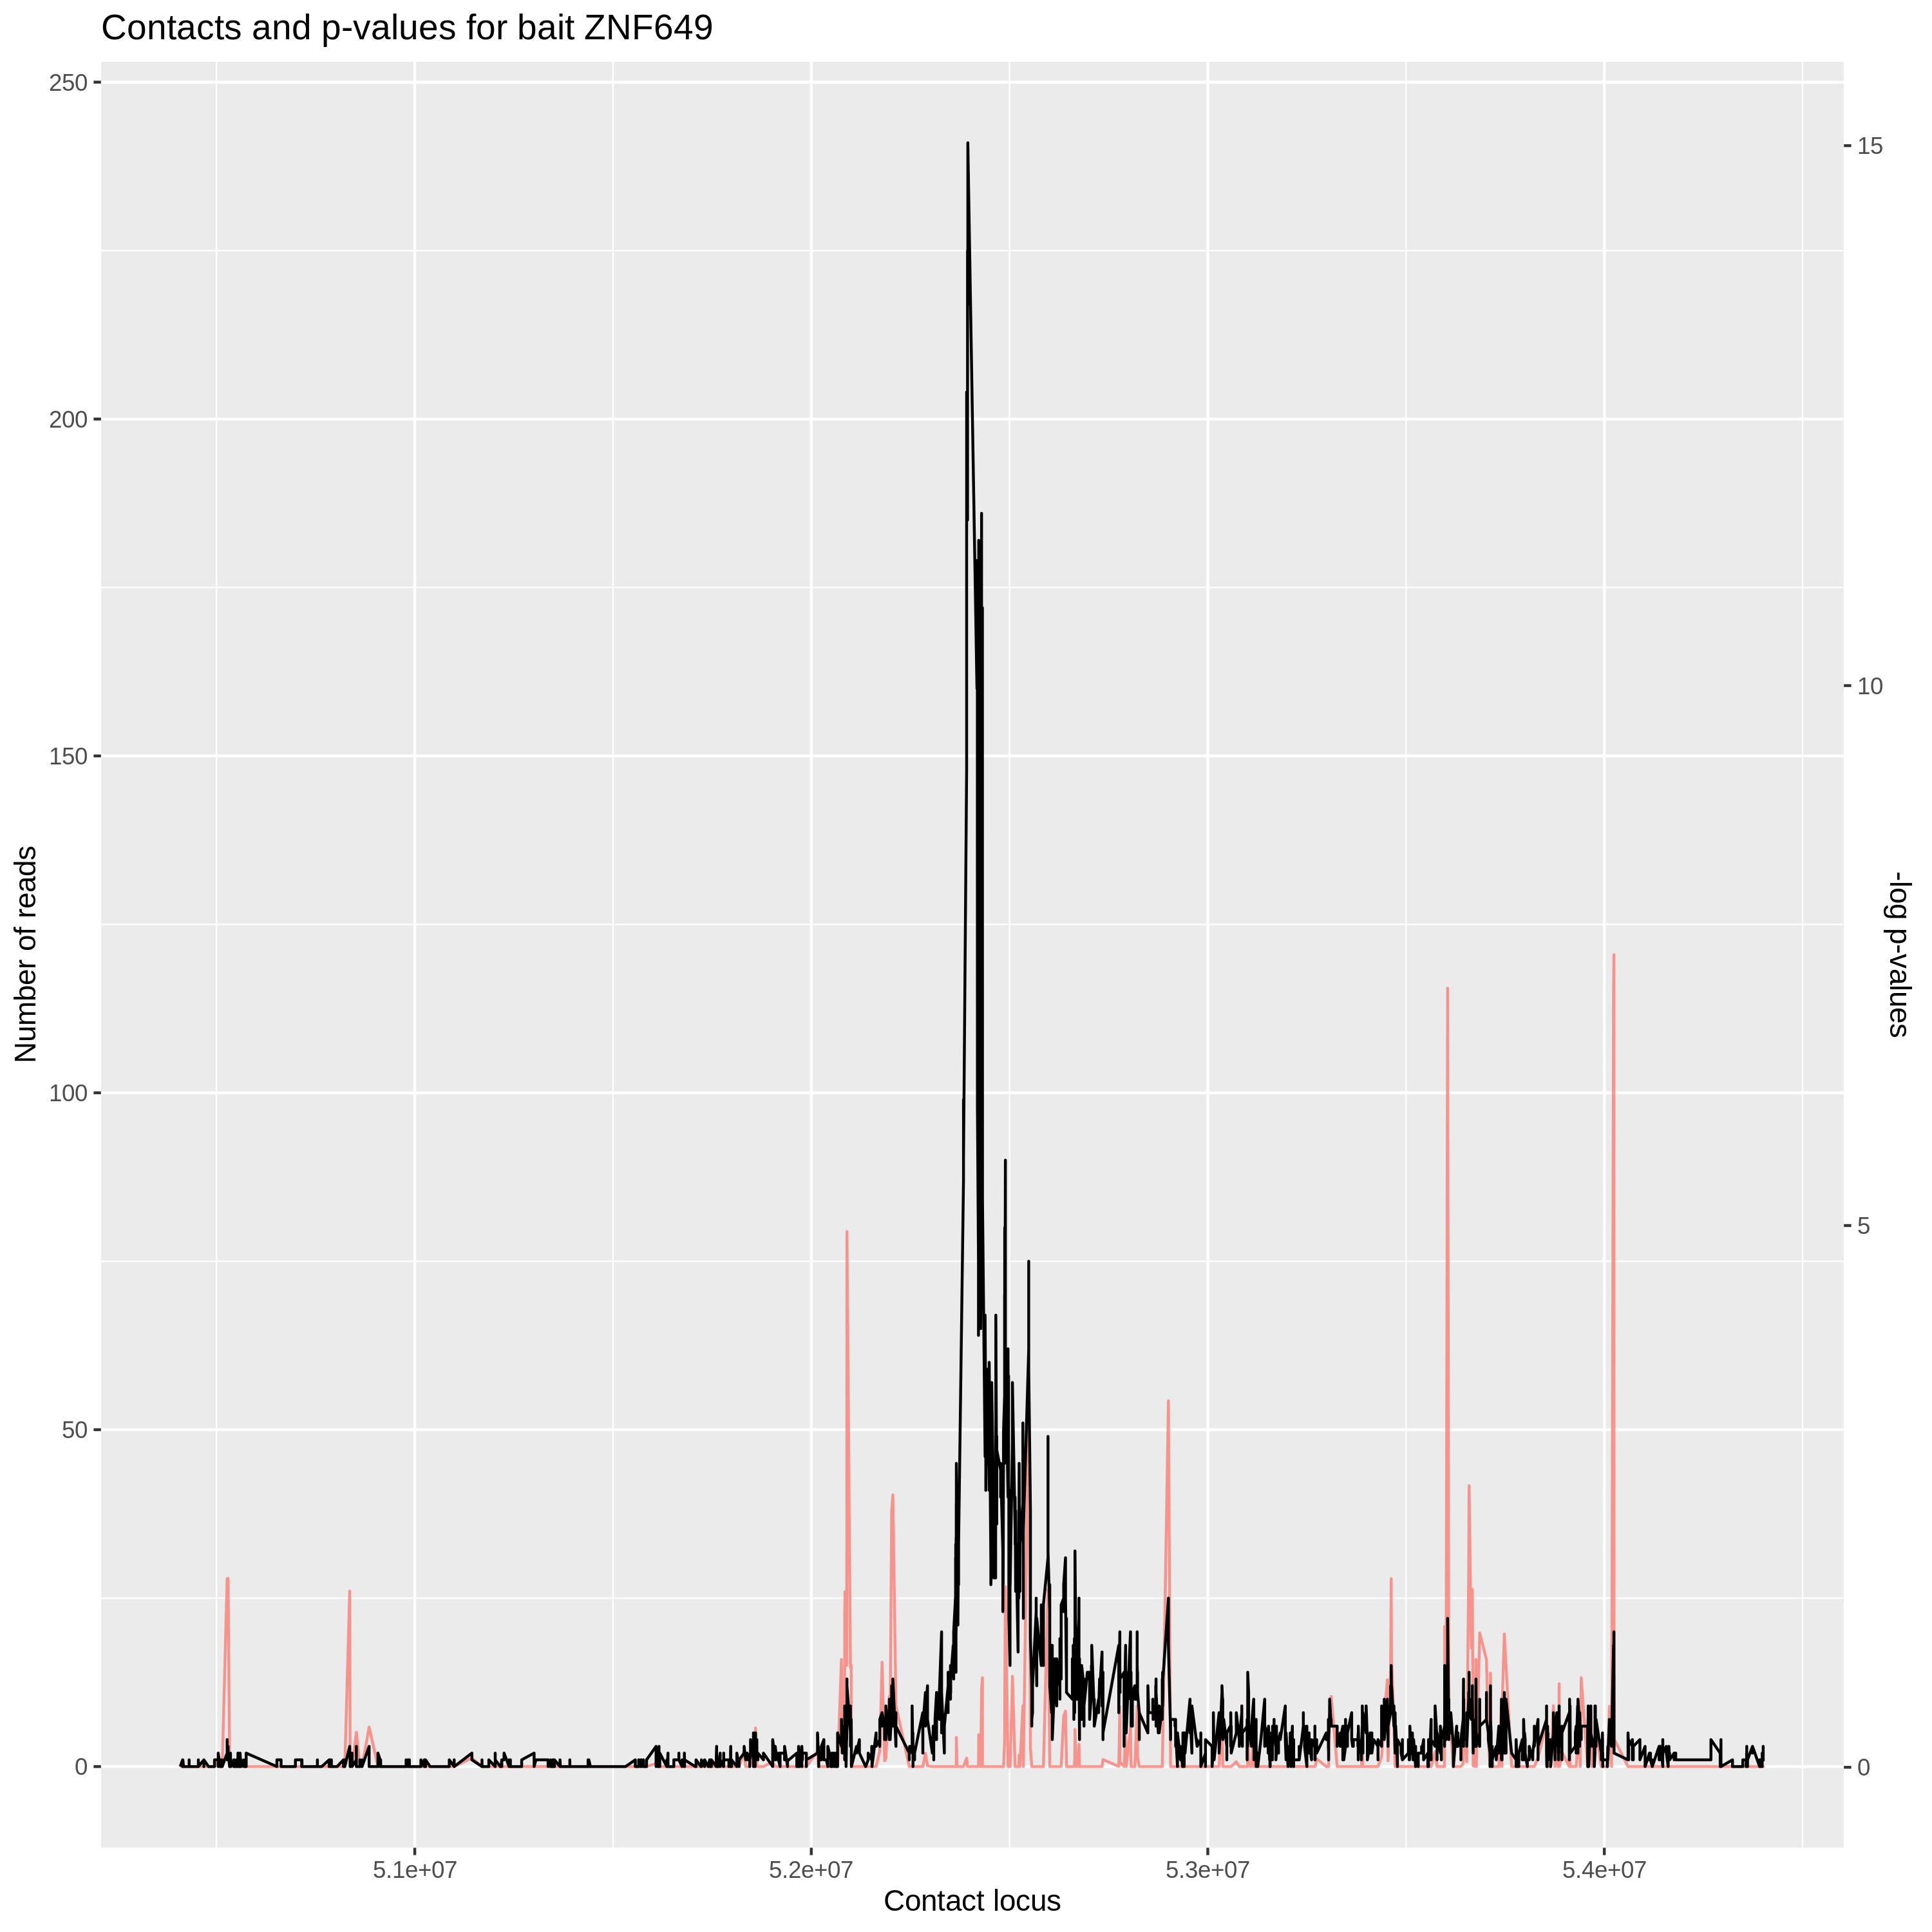 Contacts and p-values for bait ZNF649
250
200
150
100
50
0
Number of reads
15
10
5
0
-log p-values
5.1e+07 5.2e+07 5.3e+07 5.4e+07
Contact locus